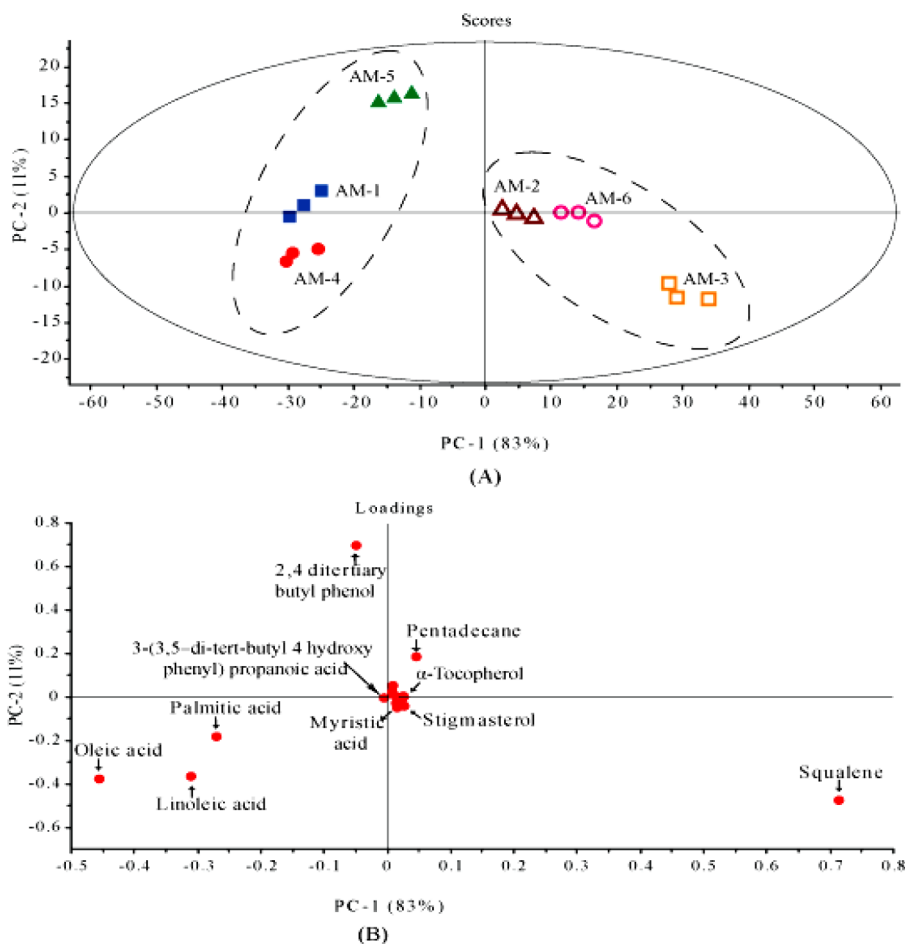 Scores
PC-2 (11%)
20
15
10
5
0
-5
-10
-15
-20
AM-5
AM-1
AM-4
AM-2
AM-6
AM-3
-60 -50 -40 -30 -20 -10 0 10 20 30 40 50 60
PC-1 (83%)
(A)
Loadings
PC-2 (11%)
0.8
0.6
0.4
0.2
0
-0.2
-0.4
-0.6
2,4 ditertiary
butyl phenol
Pentadecane
3-(3,5–di-tert-butyl 4 hydroxy
phenyl) propanoic acid
α-Tocopherol
Palmitic acid
Myristic
acid
Stigmasterol
Oleic acid
Linoleic acid
Squalene
-0.5 -0.4 -0.3 -0.2 -0.1 0 0.1 0.2 0.3 0.4 0.5 0.6 0.7 0.8
PC-1 (83%)
(B)